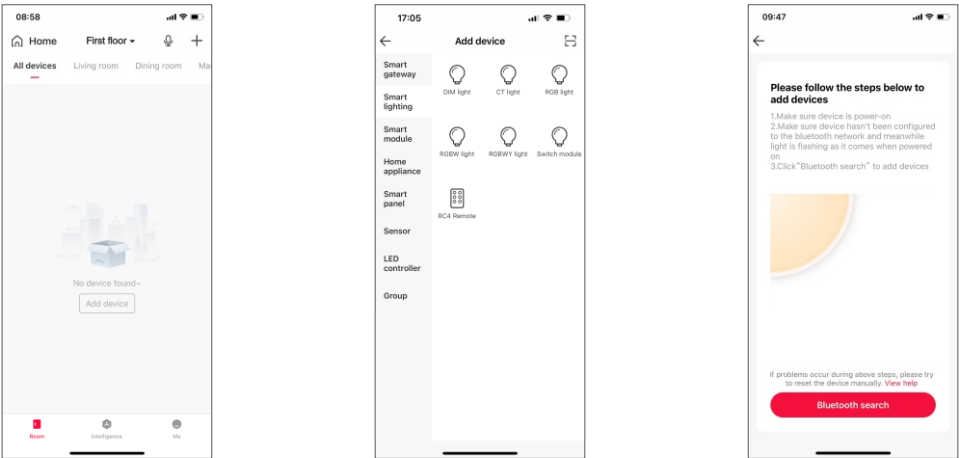 08:58
Home First floor
All devices Living room Dining room Ma
No device found~
Add device
Room Intelligence Me
17:05
Add device
Smart
gateway
Smart
lighting
Smart
module
Home
appliance
Smart
panel
Sensor
LED
controller
Group
DIM light CT light RGB light
RGBW light RGBWY light Switch module
RC4 Remote
09:47
Please follow the steps below to
add devices
1.Make sure device is power-on
2.Make sure device hasn't been configured
to the bluetooth network and meanwhile
light is flashing as it comes when powered
on
3.Click"Bluetooth search" to add devices
If problems occur during above steps, please try
to reset the device manually. View help
Bluetooth search